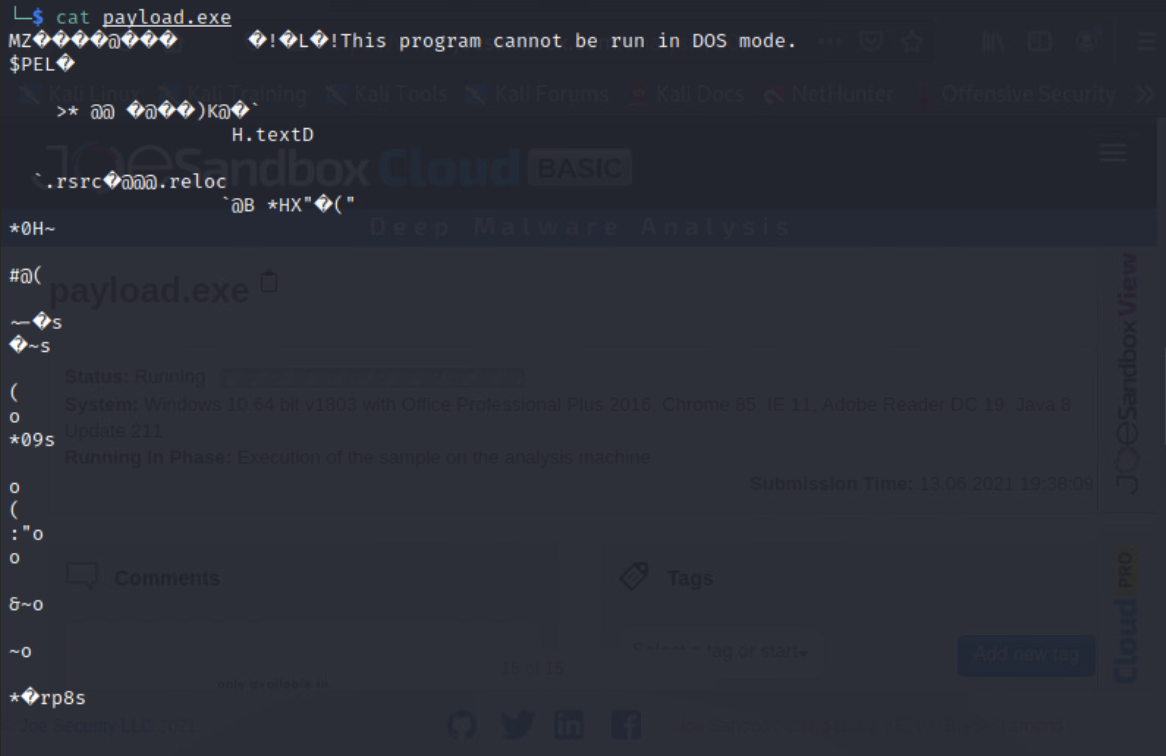 └─$ cat payload.exe
MZ����@��� �!�L�!This program cannot be run in DOS mode.
$PEL�
Kali Linux Kali Training Kali Tools Kali Forums Kali Docs NetHunter Offensive Security
>* @@ �@��)K@�`
H.textD
JOESandbox Cloud BASIC
`.rsrc�@@@.reloc
`@B *HX"�("
*0H~
Deep Malware Analysis
#@(
payload.exe
~—�s
�~s
Status: Running
(
System: Windows 10 64 bit v1803 with Office Professional Plus 2016, Chrome 85, IE 11, Adobe Reader DC 19, Java 8
o
Update 211
*09s
Running In Phase: Execution of the sample on the analysis machine
Submission Time: 13.06.2021 19:38:09
o
(
:"o
o
Comments
Tags
&~o
~o
Select a tag or start
Add new tag
16 of 15
only available in
*�rp8s
Joe Security LLC
JOESandbox View
Cloud PRO